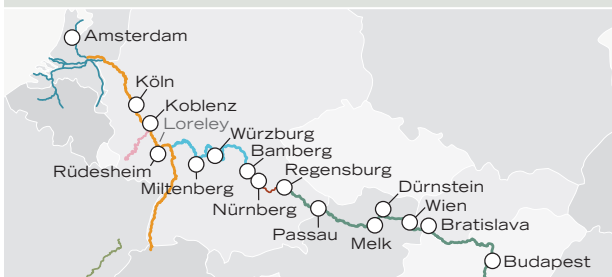 Amsterdam
Köln
Koblenz
Loreley
Rüdesheim
Würzburg
Bamberg
Miltenberg
Regensburg
Nürnberg
Dürnstein
Wien
Bratislava
Passau
Melk
Budapest